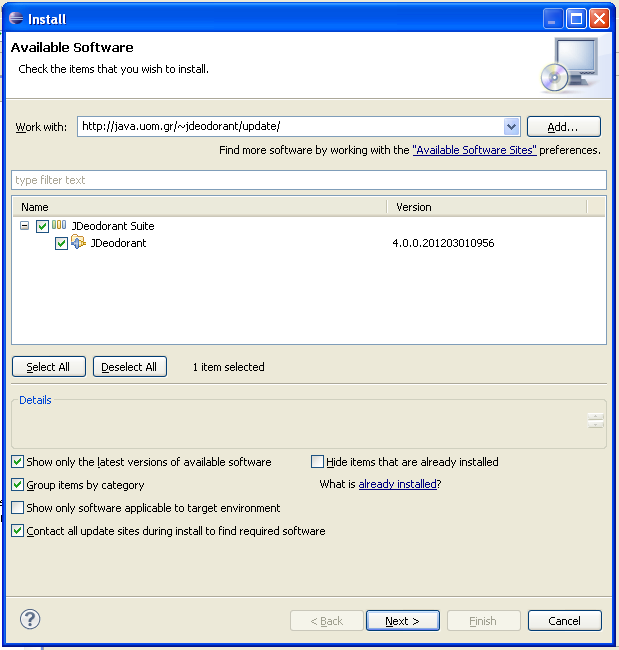 Install
Available Software
Check the items that you wish to install.
Work with: http://java.uom.gr/~jdeodorant/update/ Add...
Find more software by working with the "Available Software Sites" preferences.
type filter text
Name Version
JDeodorant Suite
JDeodorant 4.0.0.201203010956
Select All Deselect All 1 item selected
Details
Show only the latest versions of available software Hide items that are already installed
Group items by category What is already installed?
Show only software applicable to target environment
Contact all update sites during install to find required software
? < Back Next > Finish Cancel